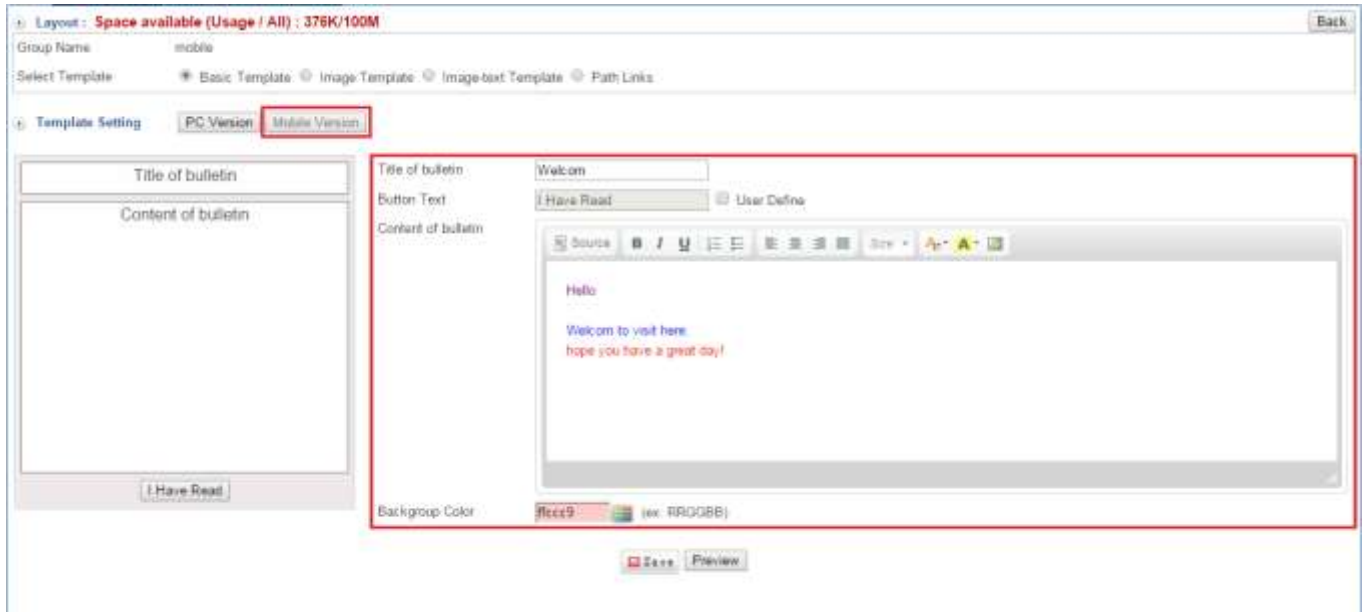 Layout : Space available (Usage / All) : 376K/100M
Back
Group Name mobile
Select Template Basic Template Image Template Image-text Template Path Links
Template Setting PC Version Mobile Version
Title of bulletin
Content of bulletin
I Have Read
Title of bulletin Welcom
Button Text I Have Read User Define
Content of bulletin
Source B I U Size A A
Hello
Welcom to visit here.
hope you have a great day!
Backgroup Color ffccc9 (ex: RRGGBB)
Save Preview